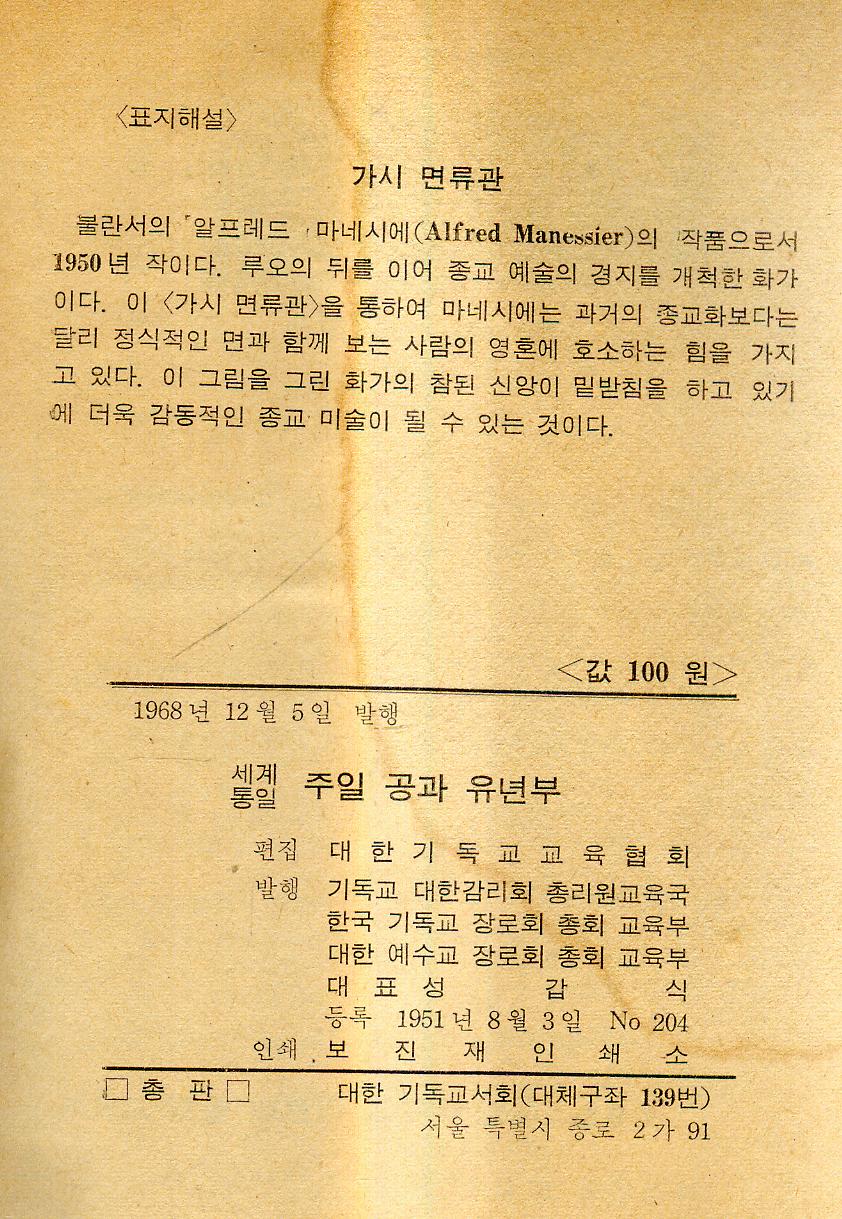 〈표지해설〉
가시 면류관
불란서의 「알프레드 마네시에(Alfred Manessier)의 작품으로서
1950년 작이다. 루오의 뒤를 이어 종교 예술의 경지를 개척한 화가
이다. 이 〈가시 면류관〉을 통하여 마네시에는 과거의 종교화보다는
달리 정식적인 면과 함께 보는 사람의 영혼에 호소하는 힘을 가지
고 있다. 이 그림을 그린 화가의 참된 신앙이 밑받침을 하고 있기
에 더욱 감동적인 종교 미술이 될 수 있는 것이다.
<값 100 원>
1968년 12월 5일 발행
세계
통일 주일 공과 유년부
편집 대한기독교교육협회
발행 기독교 대한감리회 총리원교육국
한국 기독교 장로회 총회 교육부
대한 예수교 장로회 총회 교육부
대표 성 갑 식
등록 1951년 8월 3일 No 204
인쇄 보 진 재 인 쇄 소
□ 총 판 □ 대한 기독교서회(대체구좌 139번)
서울 특별시 종로 2가 91